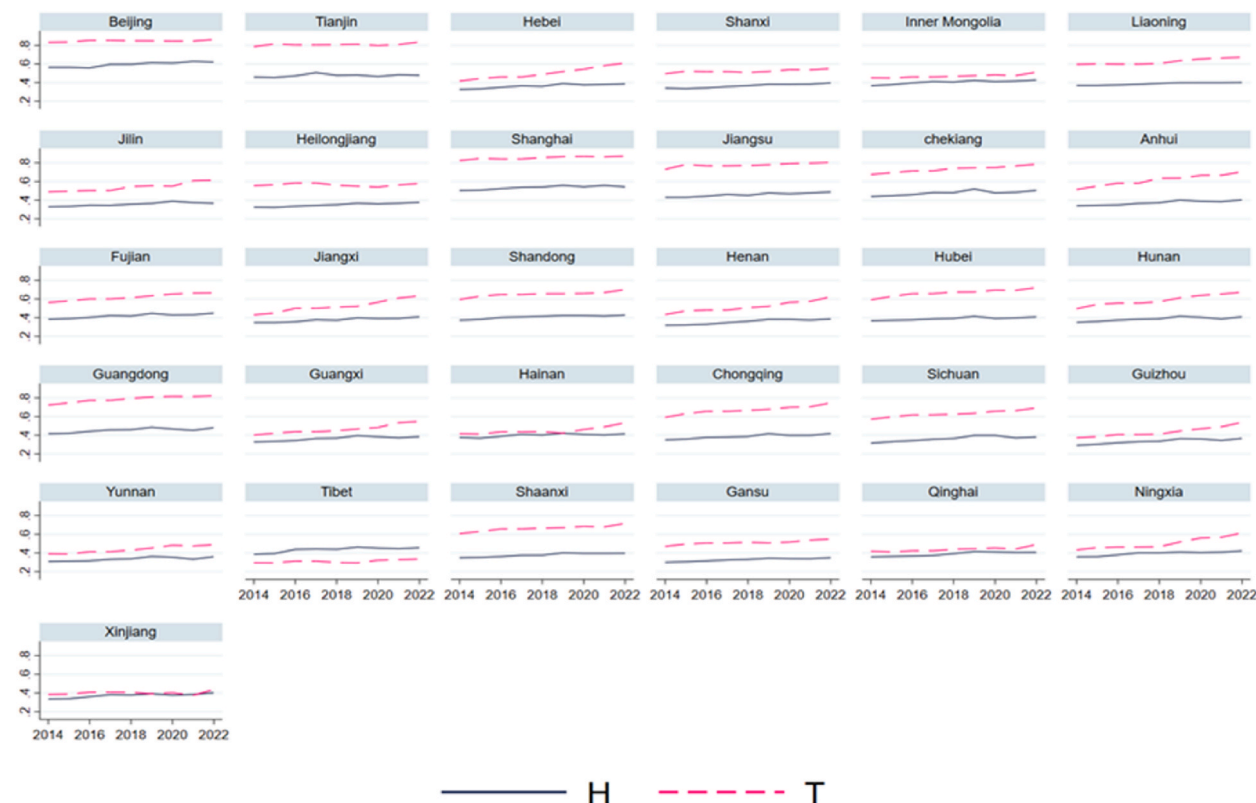 Beijing Tianjin Hebei Shanxi Inner Mongolia Liaoning
.2 .4 .6 .8
Jilin Heilongjiang Shanghai Jiangsu chekiang Anhui
.2 .4 .6 .8
Fujian Jiangxi Shandong Henan Hubei Hunan
.2 .4 .6 .8
Guangdong Guangxi Hainan Chongqing Sichuan Guizhou
.2 .4 .6 .8
Yunnan Tibet Shaanxi Gansu Qinghai Ningxia
.2 .4 .6 .8
2014 2016 2018 2020 2022 2014 2016 2018 2020 2022 2014 2016 2018 2020 2022 2014 2016 2018 2020 2022 2014 2016 2018 2020 2022
Xinjiang
.2 .4 .6 .8
2014 2016 2018 2020 2022
H T